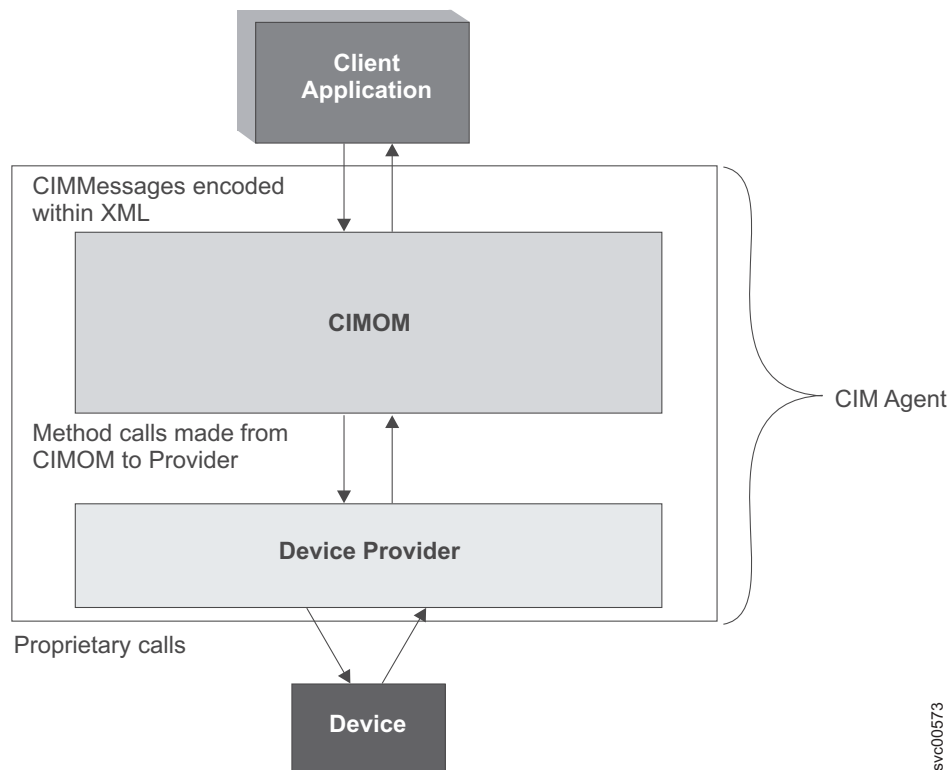 Client
Application
CIMMessages encoded
within XML
CIMOM
CIM Agent
Method calls made from
CIMOM to Provider
Device Provider
Proprietary calls
Device
svc00573